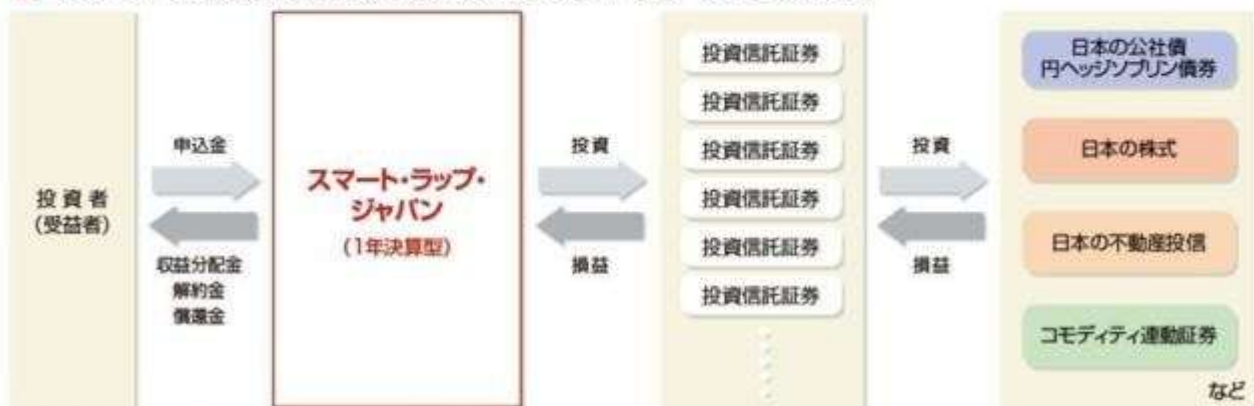 投資者
(受益者)
申込金
収益分配金
解約金
償還金
スマート・ラップ・
ジャパン
(1年決算型)
投資
損益
投資信託証券
投資信託証券
投資信託証券
投資信託証券
投資信託証券
投資信託証券
投資
損益
日本の公社債
円ヘッジソブリン債券
日本の株式
日本の不動産投信
コモディティ連動証券
など